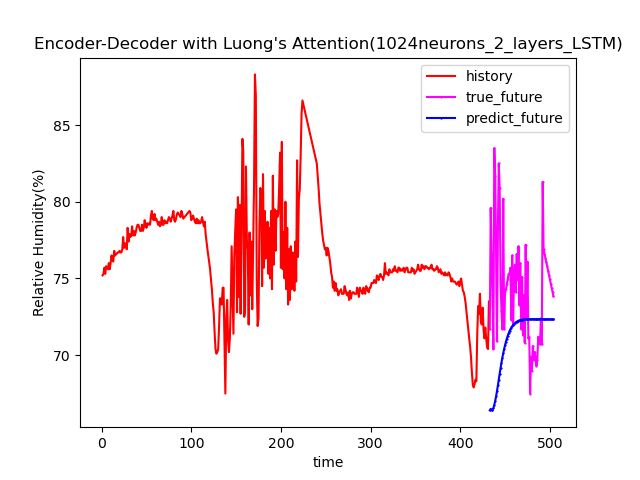 Encoder-Decoder with Luong's Attention(1024neurons_2_layers_LSTM)
history
true_future
predict_future
Relative Humidity(%)
85
80
75
70
0 100 200 300 400 500
time